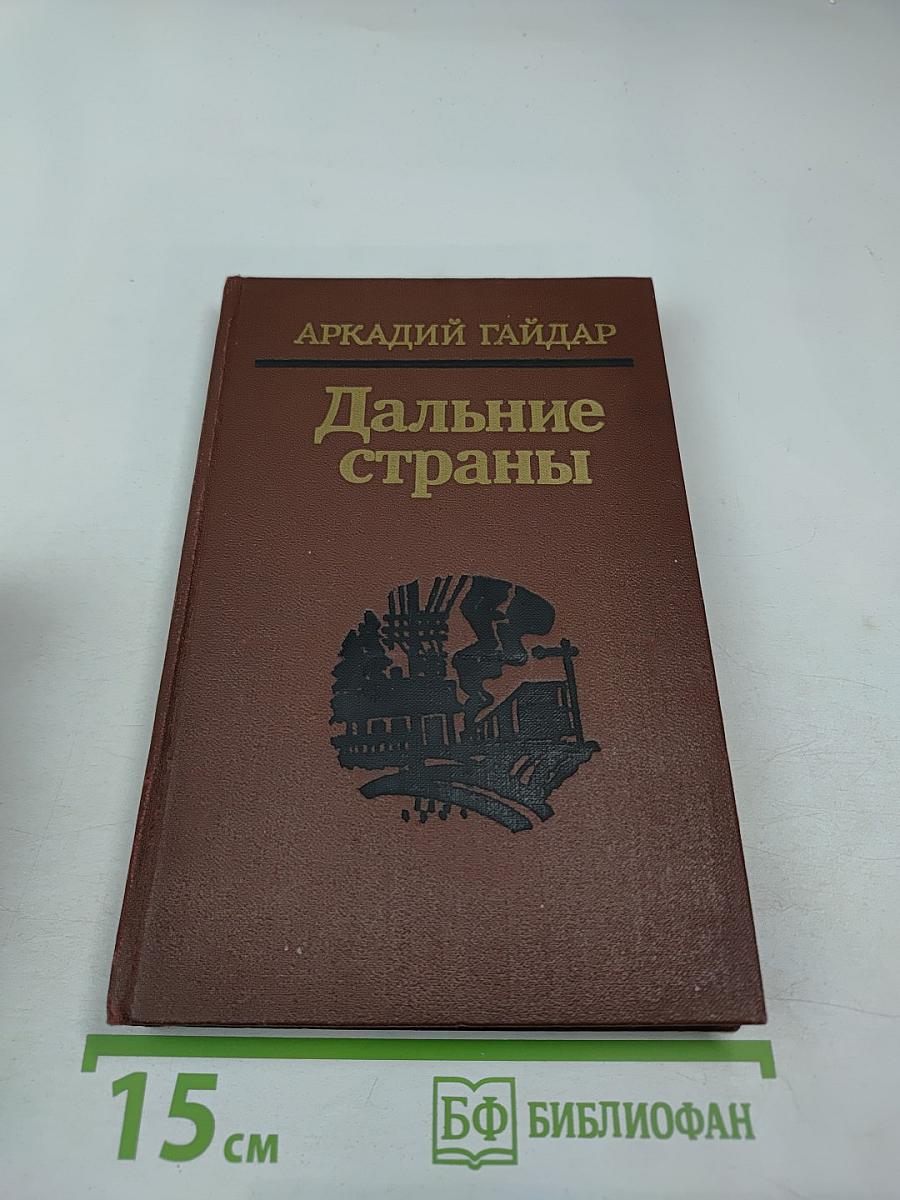 АРКАДИЙ ГАЙДАР
Дальние
страны
15 см
БФ БИБЛИОФАН